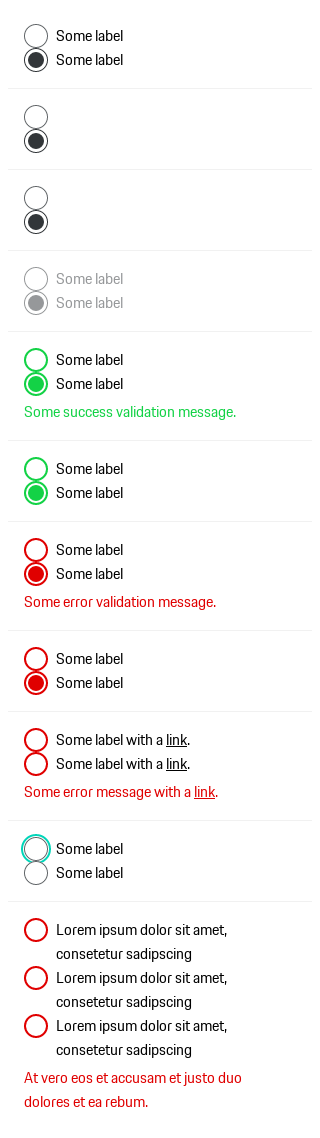 Some label
Some label
Some label
Some label
Some label
Some label
Some success validation message.
Some label
Some label
Some label
Some label
Some error validation message.
Some label
Some label
Some label with a link.
Some label with a link.
Some error message with a link.
Some label
Some label
Lorem ipsum dolor sit amet,
consetetur sadipscing
Lorem ipsum dolor sit amet,
consetetur sadipscing
Lorem ipsum dolor sit amet,
consetetur sadipscing
At vero eos et accusam et justo duo
dolores et ea rebum.